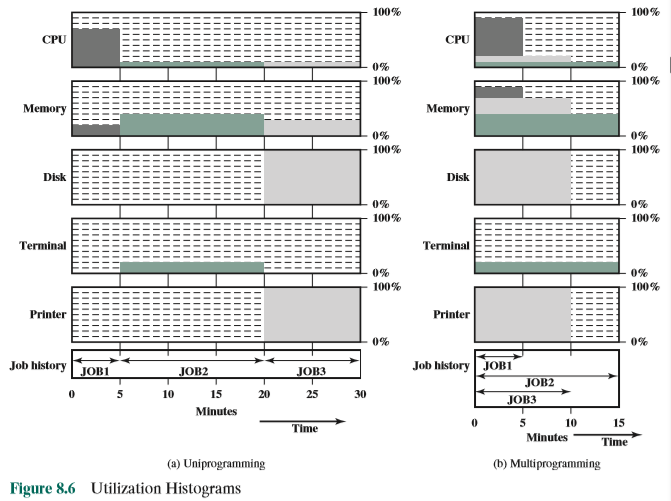 100%
CPU
0%
100%
Memory
0%
100%
Disk
0%
100%
Terminal
0%
100%
Printer
0%
Job history
JOB1
JOB2
JOB3
0 5 10 15 20 25 30
Minutes
Time
(a) Uniprogramming
100%
CPU
0%
100%
Memory
0%
100%
Disk
0%
100%
Terminal
0%
100%
Printer
0%
Job history
JOB1
JOB2
JOB3
0 5 10 15
Minutes
Time
(b) Multiprogramming
Figure 8.6 Utilization Histograms